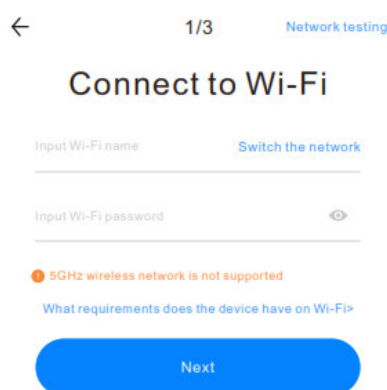 1/3 Network testing
Connect to Wi-Fi
Input Wi-Fi name Switch the network
Input Wi-Fi password
5GHz wireless network is not supported
What requirements does the device have on Wi-Fi>
Next